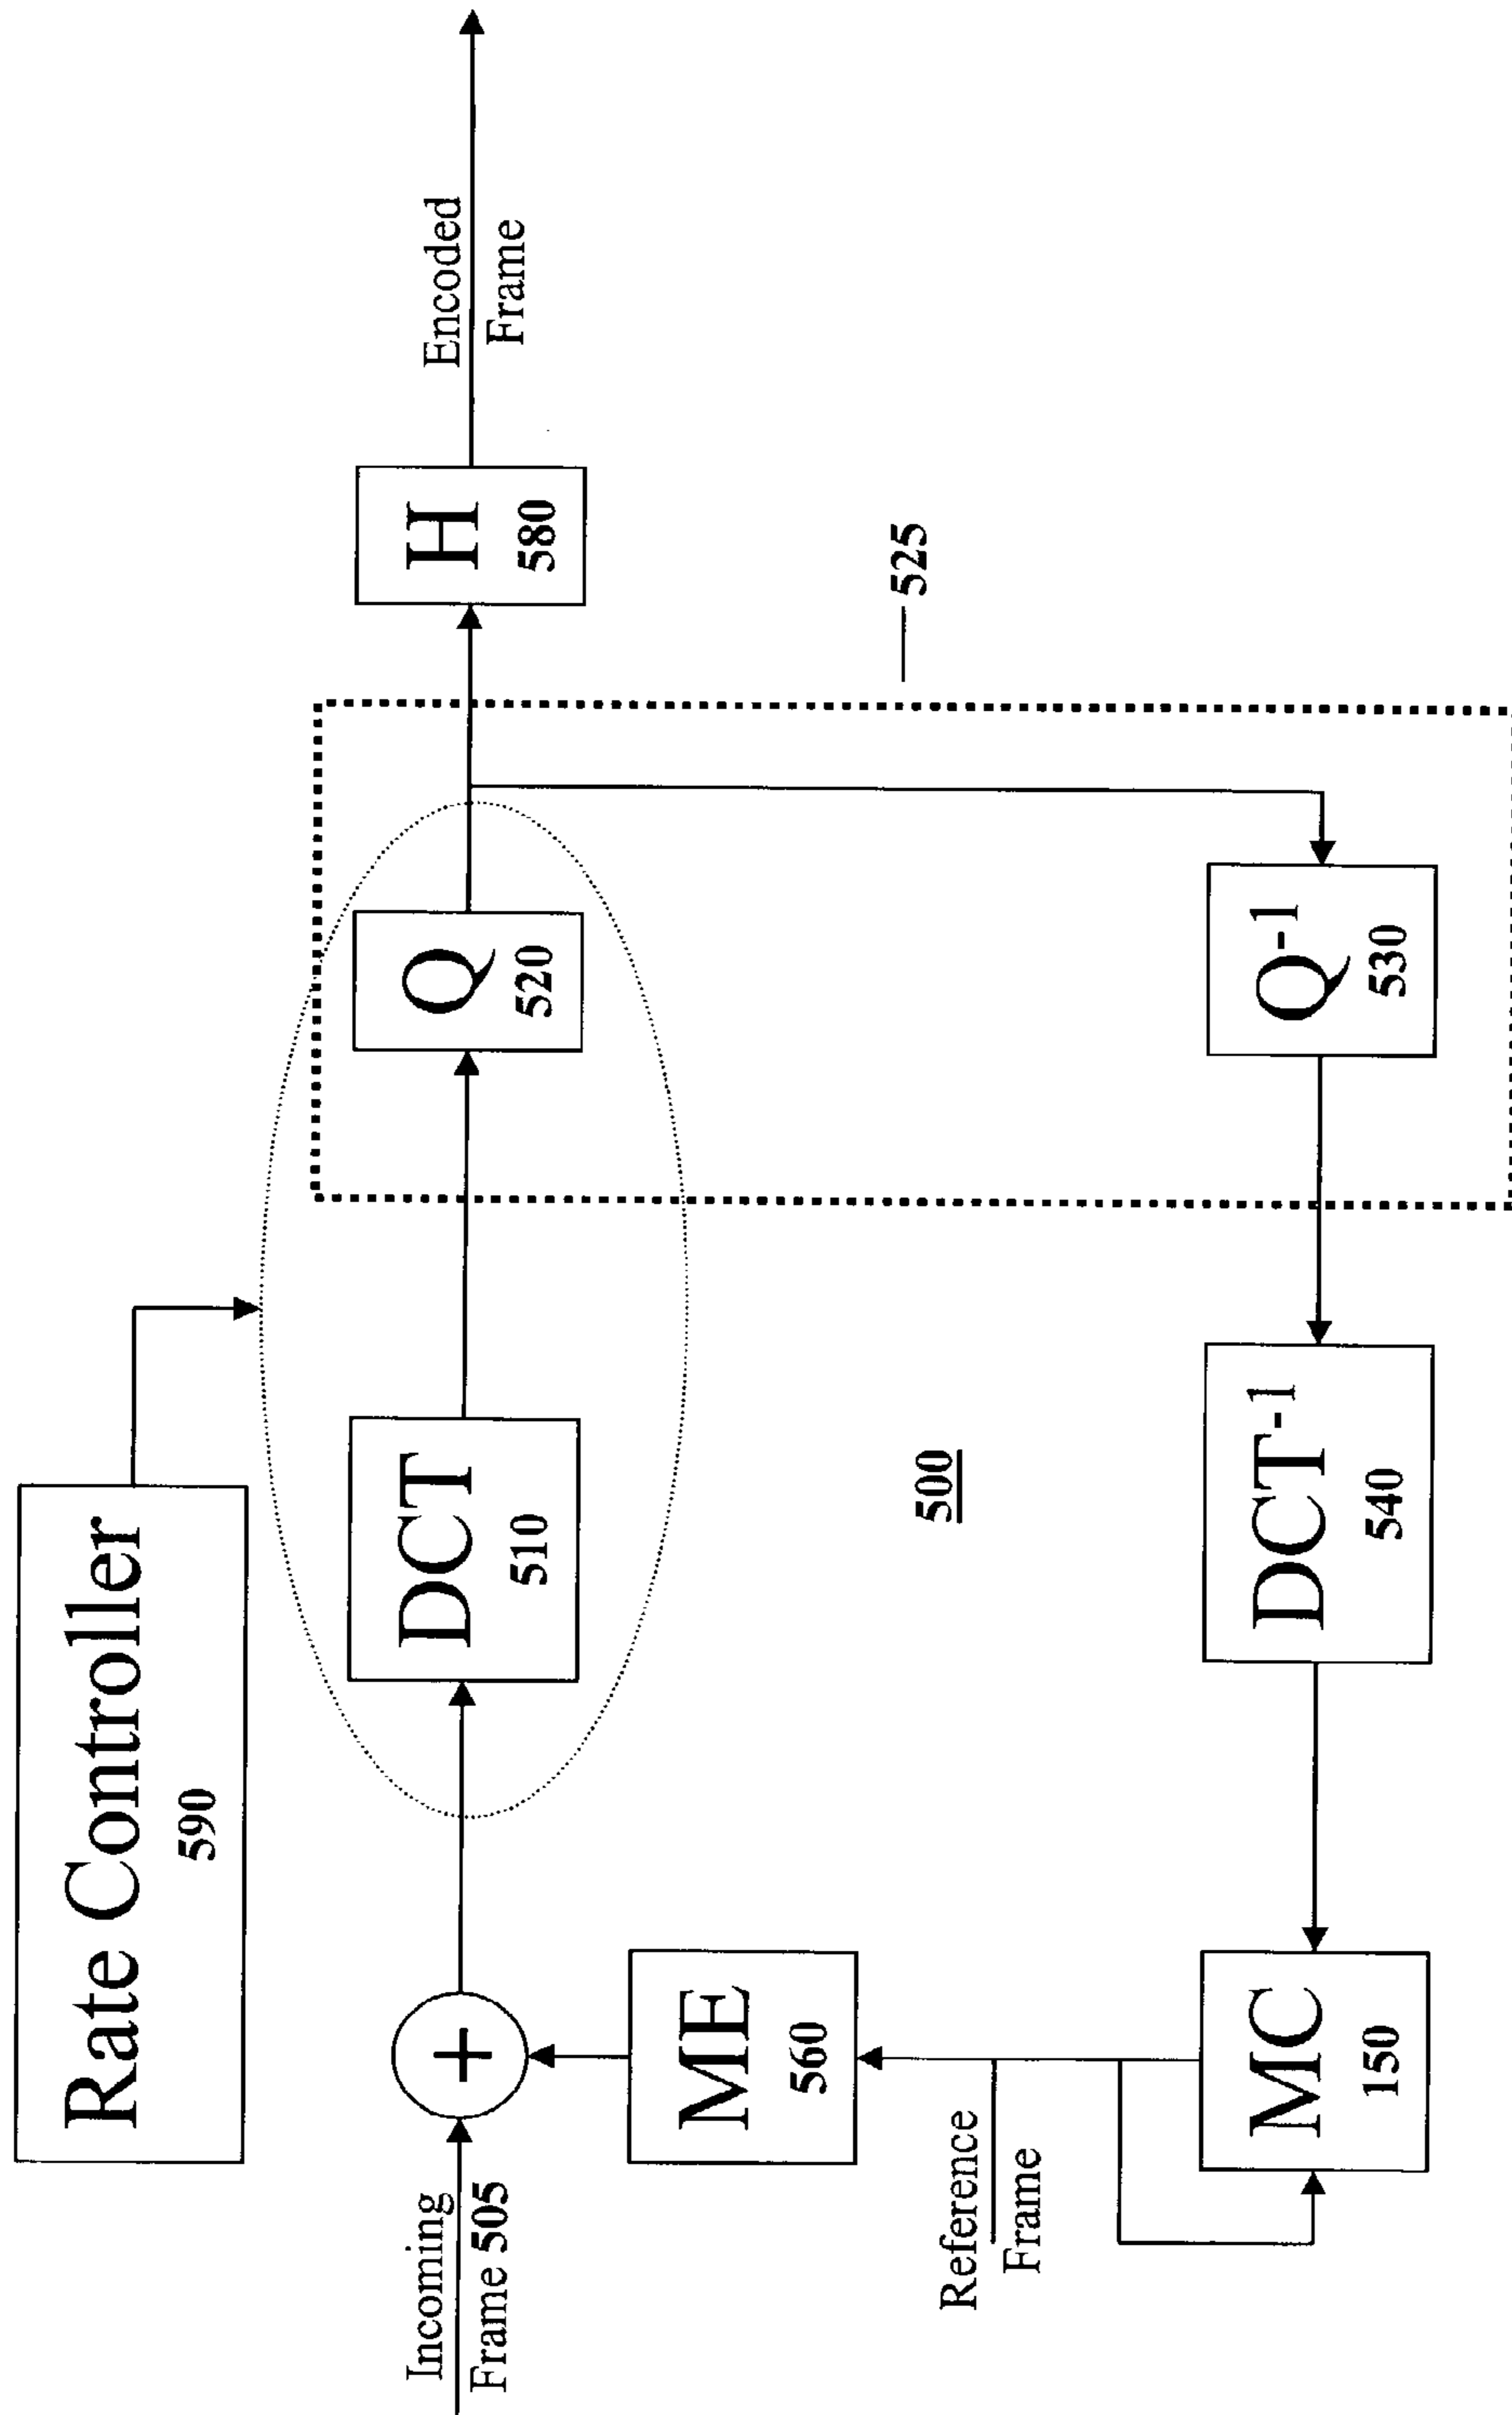 Rate Controller
590
Incoming
Frame 505
+
DCT
510
Q
520
H
580
Encoded
Frame
525
ME
560
500
Reference
Frame
MC
150
DCT-1
540
Q-1
530